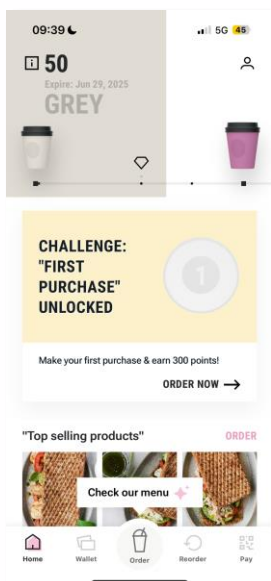 09:39
5G 45
i 50
Expire: Jun 29, 2025
GREY
CHALLENGE:
"FIRST
PURCHASE"
UNLOCKED
1
Make your first purchase & earn 300 points!
ORDER NOW
"Top selling products"
ORDER
Check our menu
Home
Wallet
Order
Reorder
Pay